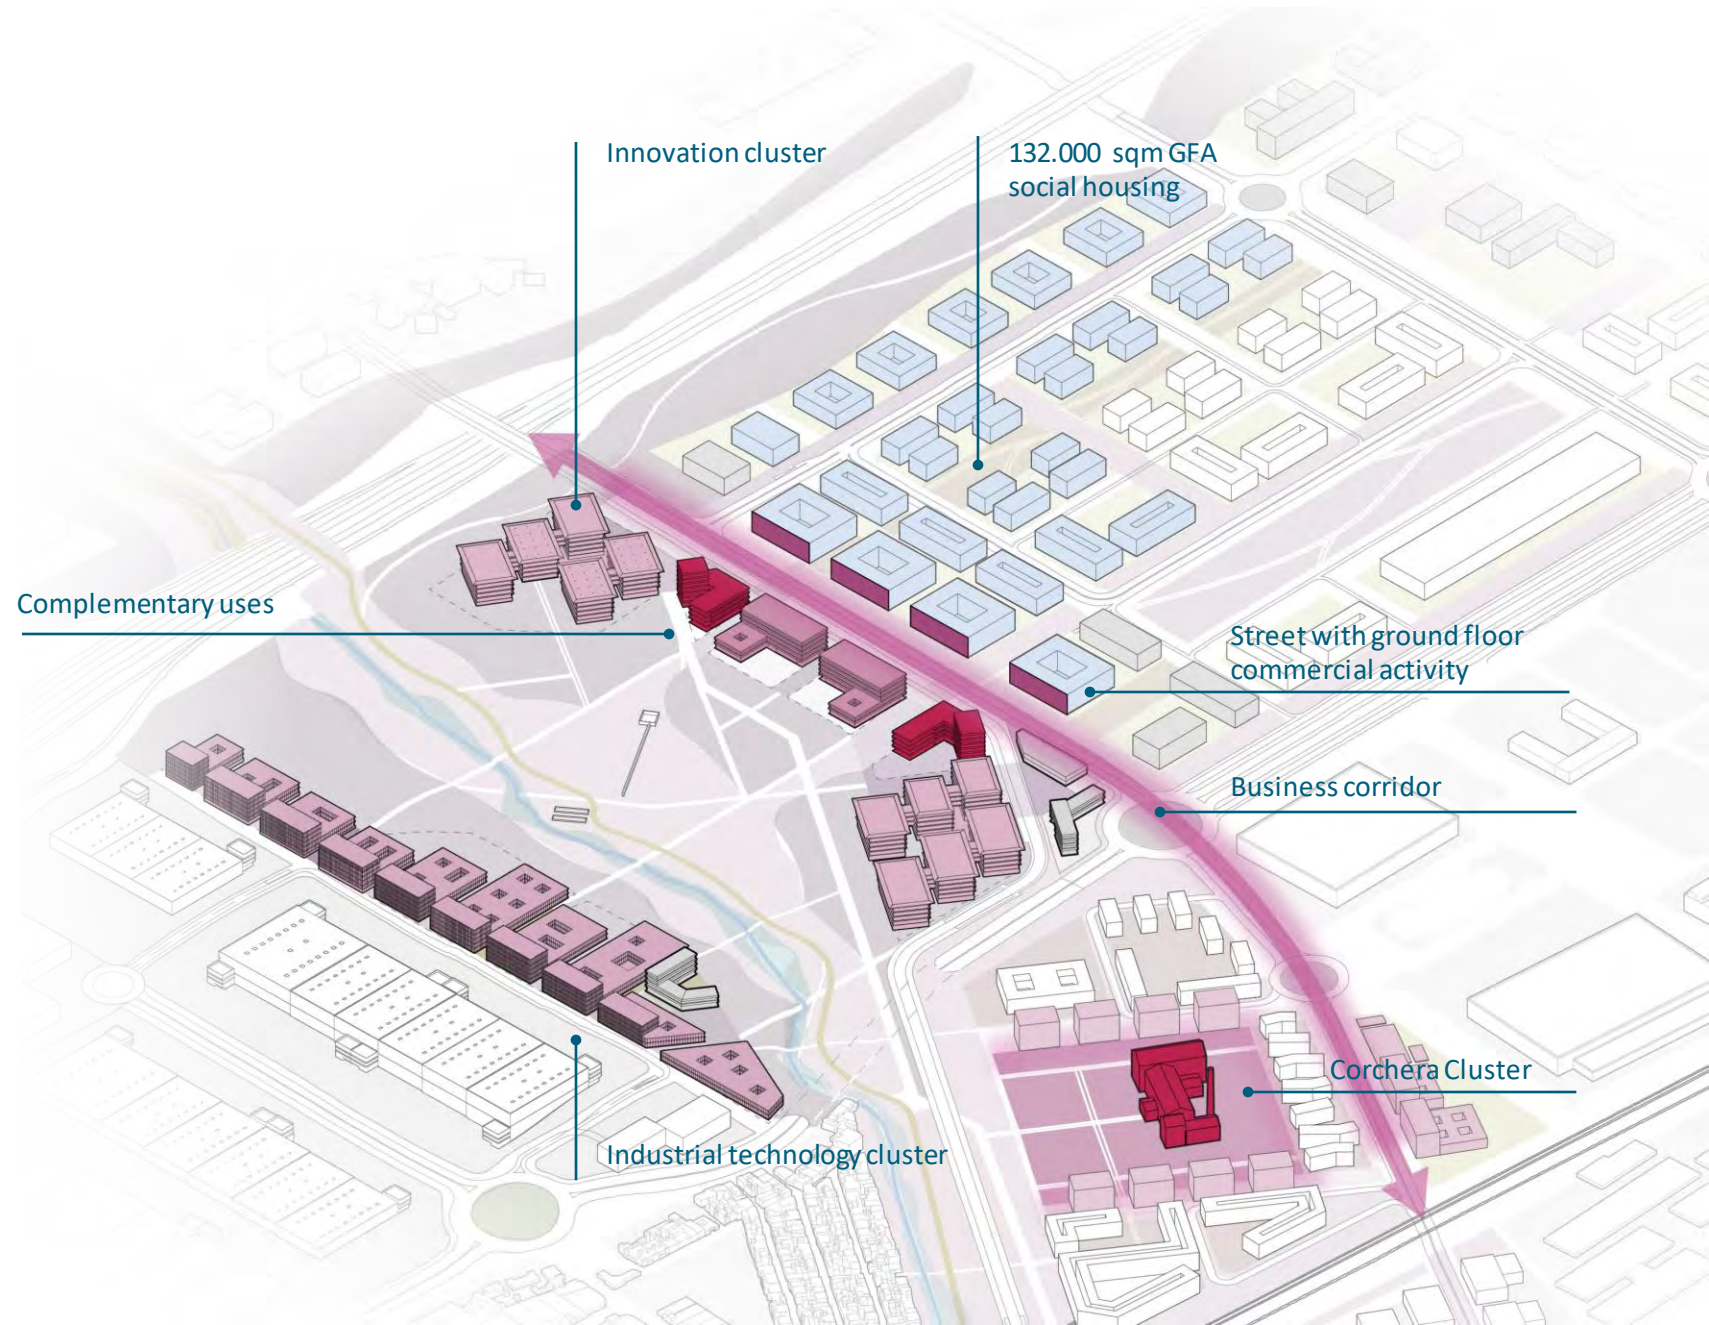 Innovation cluster
132.000 sqm GFA
social housing
Complementary uses
Street with ground floor
commercial activity
Business corridor
Corchera Cluster
Industrial technology cluster